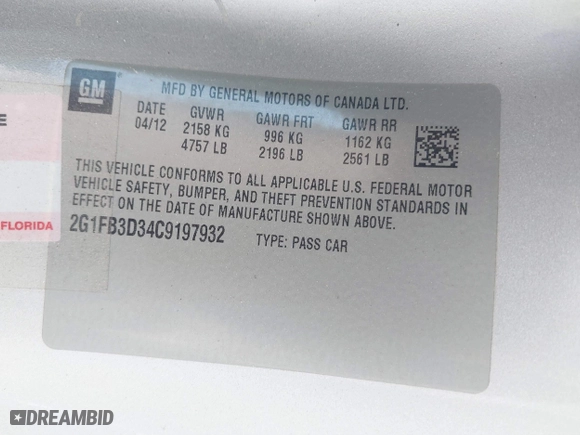 GM
MFD BY GENERAL MOTORS OF CANADA LTD.
DATE GVWR GAWR FRT GAWR RR
04/12 2158 KG 996 KG 1162 KG
4757 LB 2196 LB 2561 LB
THIS VEHICLE CONFORMS TO ALL APPLICABLE U.S. FEDERAL MOTOR
VEHICLE SAFETY, BUMPER, AND THEFT PREVENTION STANDARDS IN
EFFECT ON THE DATE OF MANUFACTURE SHOWN ABOVE.
2G1FB3D34C9197932 TYPE: PASS CAR
E
FLORIDA
DREAMBID